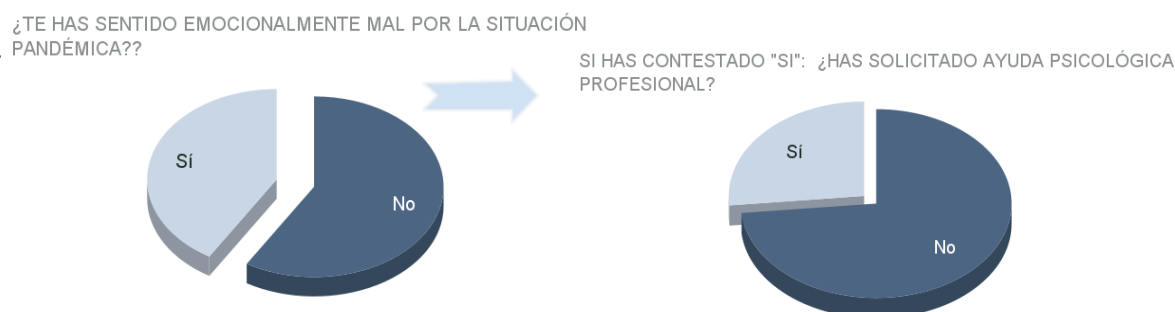 ¿TE HAS SENTIDO EMOCIONALMENTE MAL POR LA SITUACIÓN
PANDÉMICA??
Sí
No
SI HAS CONTESTADO "SI": ¿HAS SOLICITADO AYUDA PSICOLÓGICA
PROFESIONAL?
Sí
No